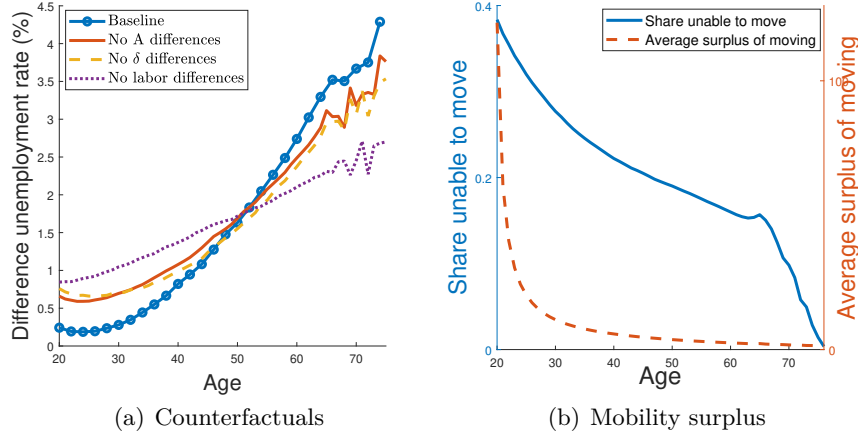 Difference unemployment rate (%)
4.5
4
3.5
3
2.5
2
1.5
1
0.5
0
20
30
40
50
60
70
Age
Baseline
No A differences
No δ differences
No labor differences
(a) Counterfactuals
Share unable to move
0.4
0.2
0
20
30
40
50
60
70
Age
Share unable to move
Average surplus of moving
0
Average surplus of moving
(b) Mobility surplus